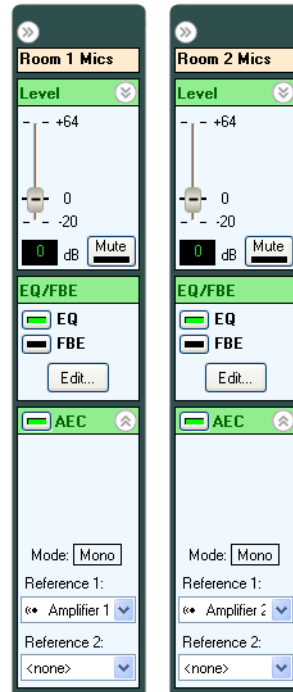 Room 1 Mics
Level
+64
0
-20
0 dB Mute
EQ/FBE
EQ
FBE
Edit...
AEC
Mode: Mono
Reference 1:
Amplifier 1
Reference 2:
<none>
Room 2 Mics
Level
+64
0
-20
0 dB Mute
EQ/FBE
EQ
FBE
Edit...
AEC
Mode: Mono
Reference 1:
Amplifier 2
Reference 2:
<none>